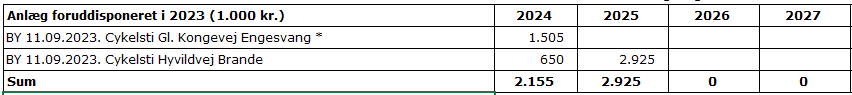 Anlæg foruddisponeret i 2023 (1.000 kr.) 2024 2025 2026 2027
BY 11.09.2023. Cykelsti Gl. Kongevej Engesvang * 1.505
BY 11.09.2023. Cykelsti Hyvildvej Brande 650 2.925
Sum 2.155 2.925 0 0